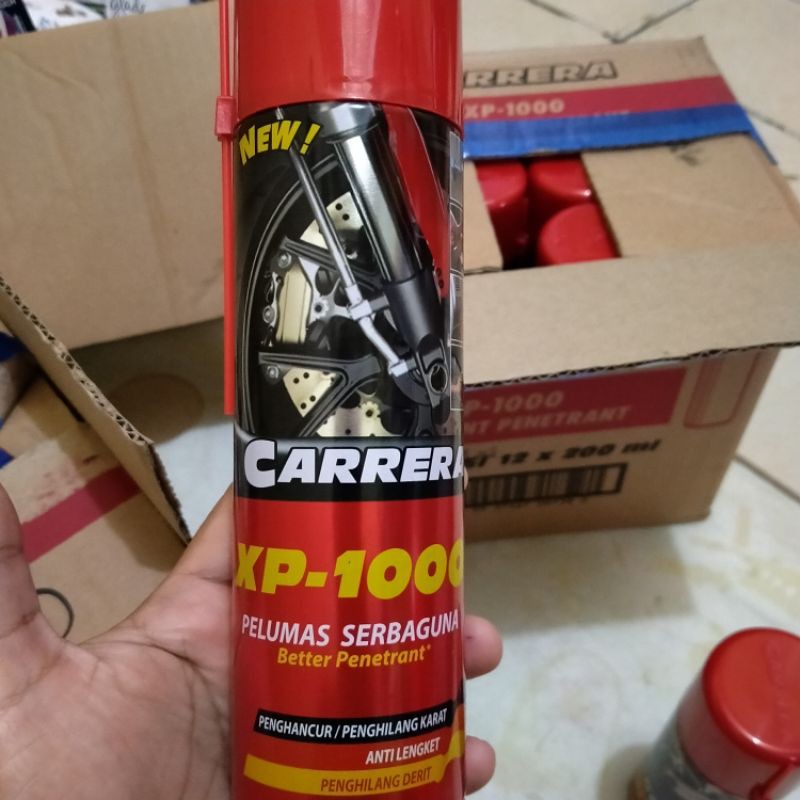 NEW!
CARRERA
XP-1000
PELUMAS SERBAGUNA
Better Penetrant*
PENGHANCUR / PENGHILANG KARAT
ANTI LENGKET
PENGHILANG DERIT
RRERA
XP-1000
P-1000
NT PENETRANT
12 x 200 ml